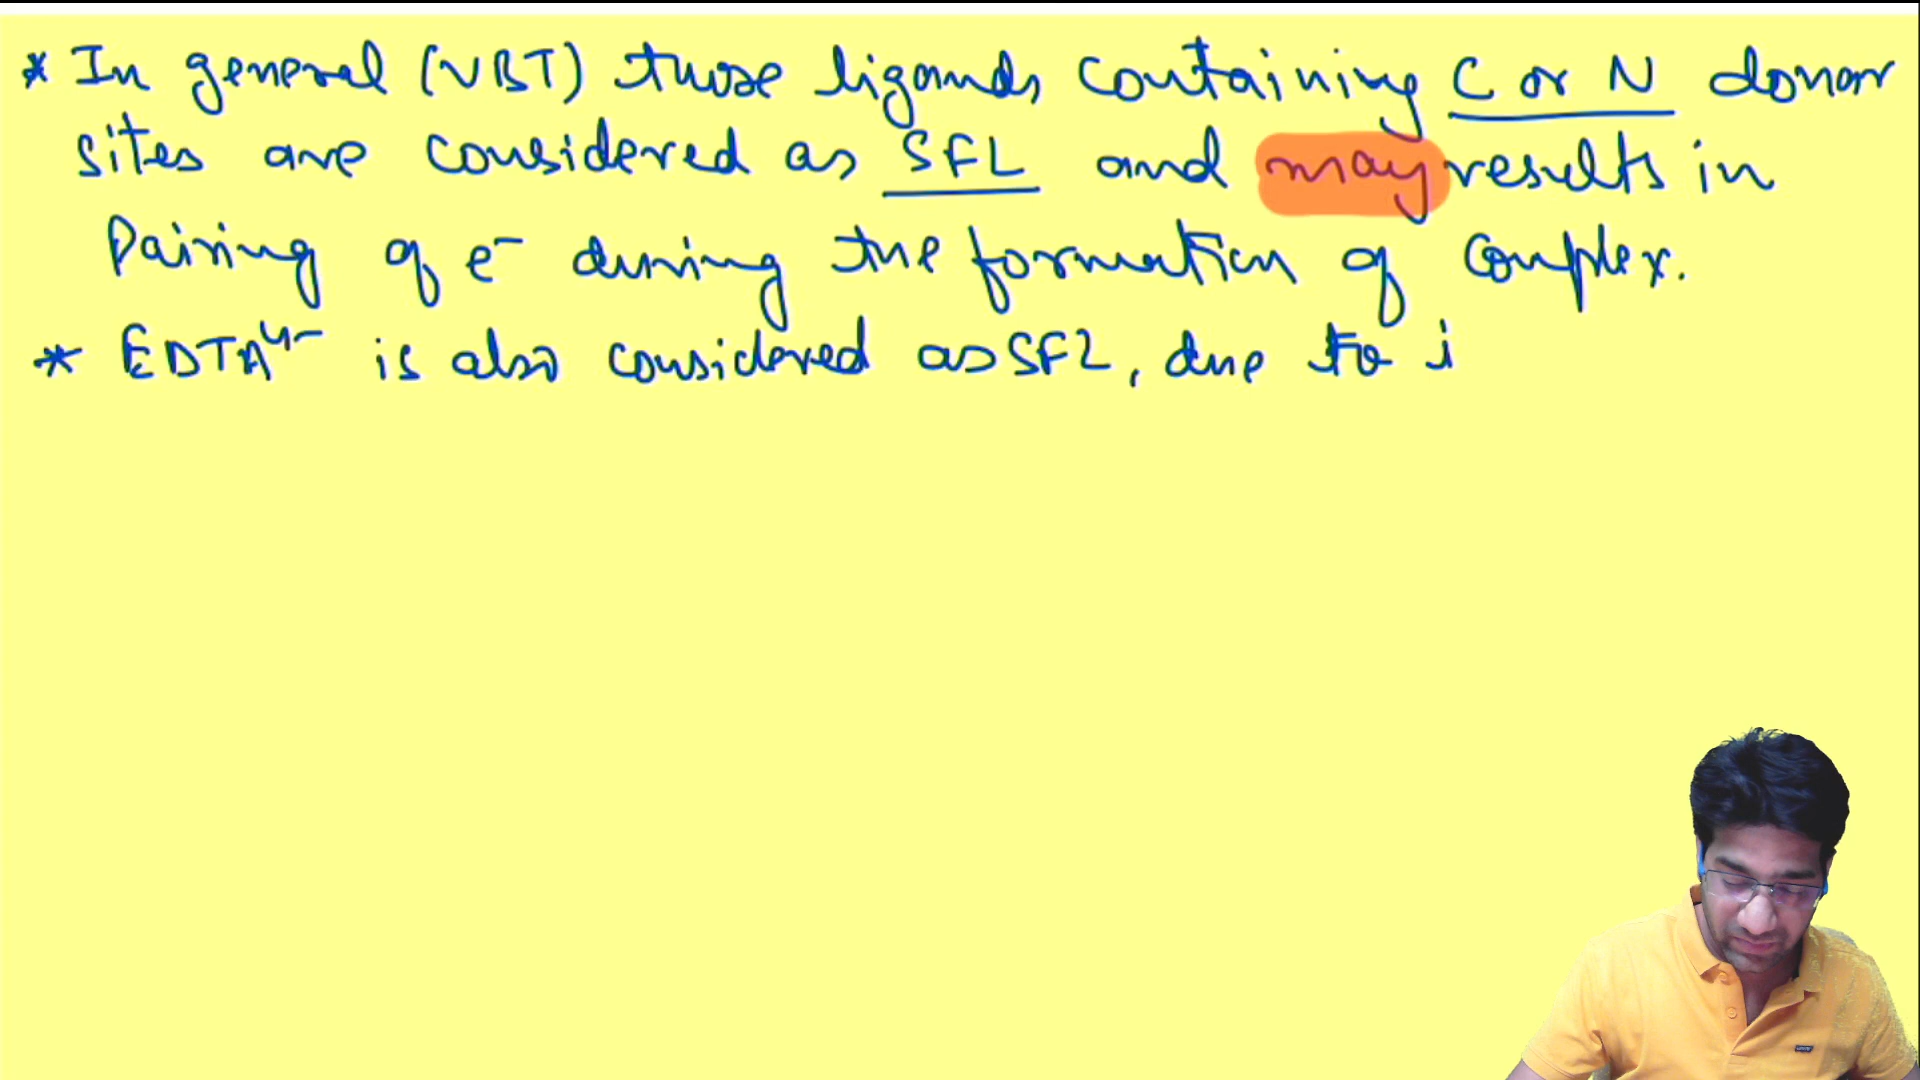 * In general (VBT) those ligands containing C or N donor
sites are considered as SFL and may results in
Pairing of e⁻ during the formation of complex.
* EDTA⁴⁻ is also considered as SFL, due to i